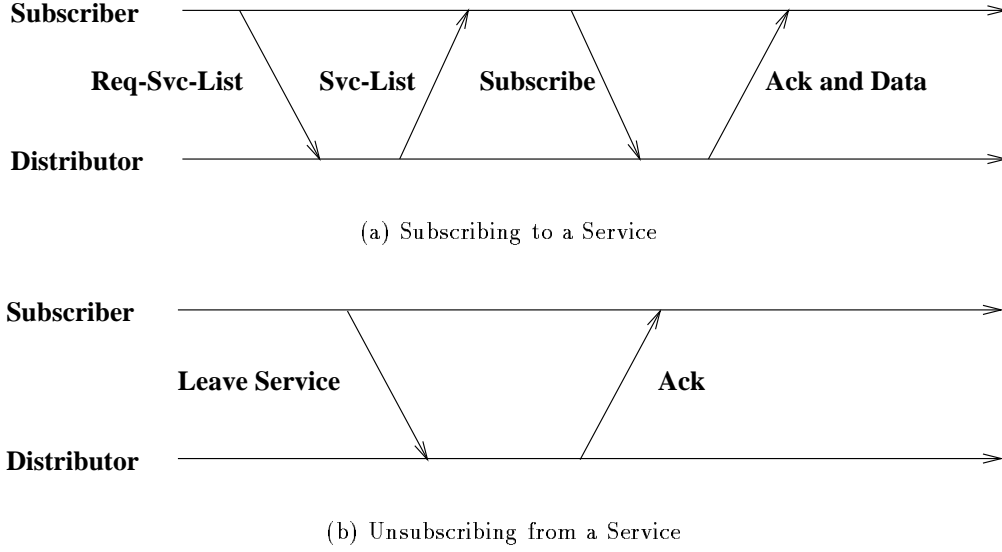 Subscriber
Req-Svc-List Svc-List Subscribe Ack and Data
Distributor
(a) Subscribing to a Service
Subscriber
Leave Service Ack
Distributor
(b) Unsubscribing from a Service